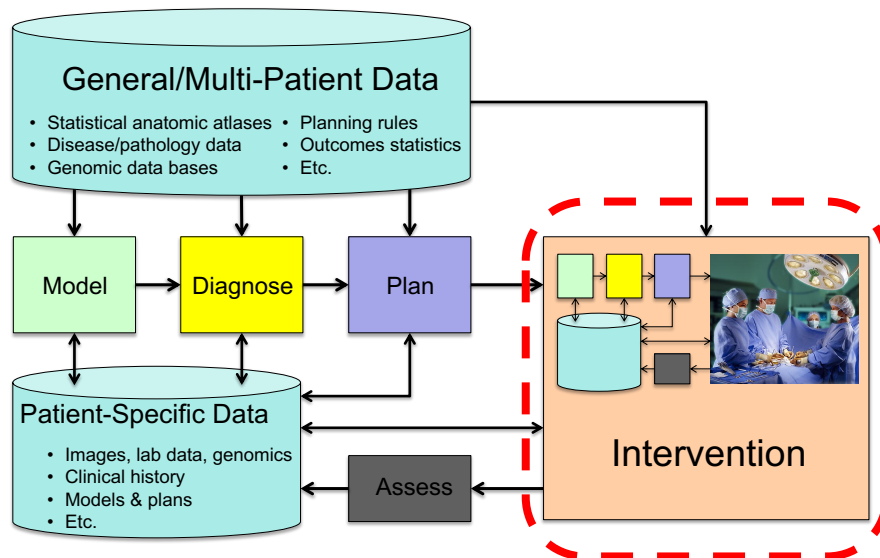 General/Multi-Patient Data
• Statistical anatomic atlases
• Disease/pathology data
• Genomic data bases
• Planning rules
• Outcomes statistics
• Etc.
Model
Diagnose
Plan
Patient-Specific Data
• Images, lab data, genomics
• Clinical history
• Models & plans
• Etc.
Assess
Intervention